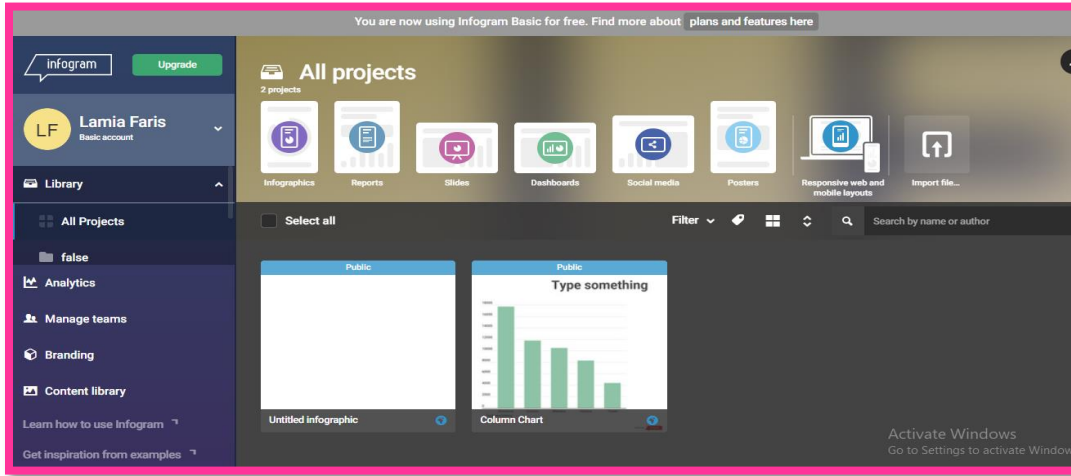 You are now using Infogram Basic for free. Find more about plans and features here
infogram
Upgrade
LF
Lamia Faris
Basic account
Library
All Projects
false
Analytics
Manage teams
Branding
Content library
Learn how to use Infogram
Get inspiration from examples
All projects
2 projects
Infographics
Reports
Slides
Dashboards
Social media
Posters
Responsive web and
mobile layouts
Import file...
Select all
Filter
Search by name or author
Public
Untitled infographic
Public
Type something
Column Chart
Activate Windows
Go to Settings to activate Window